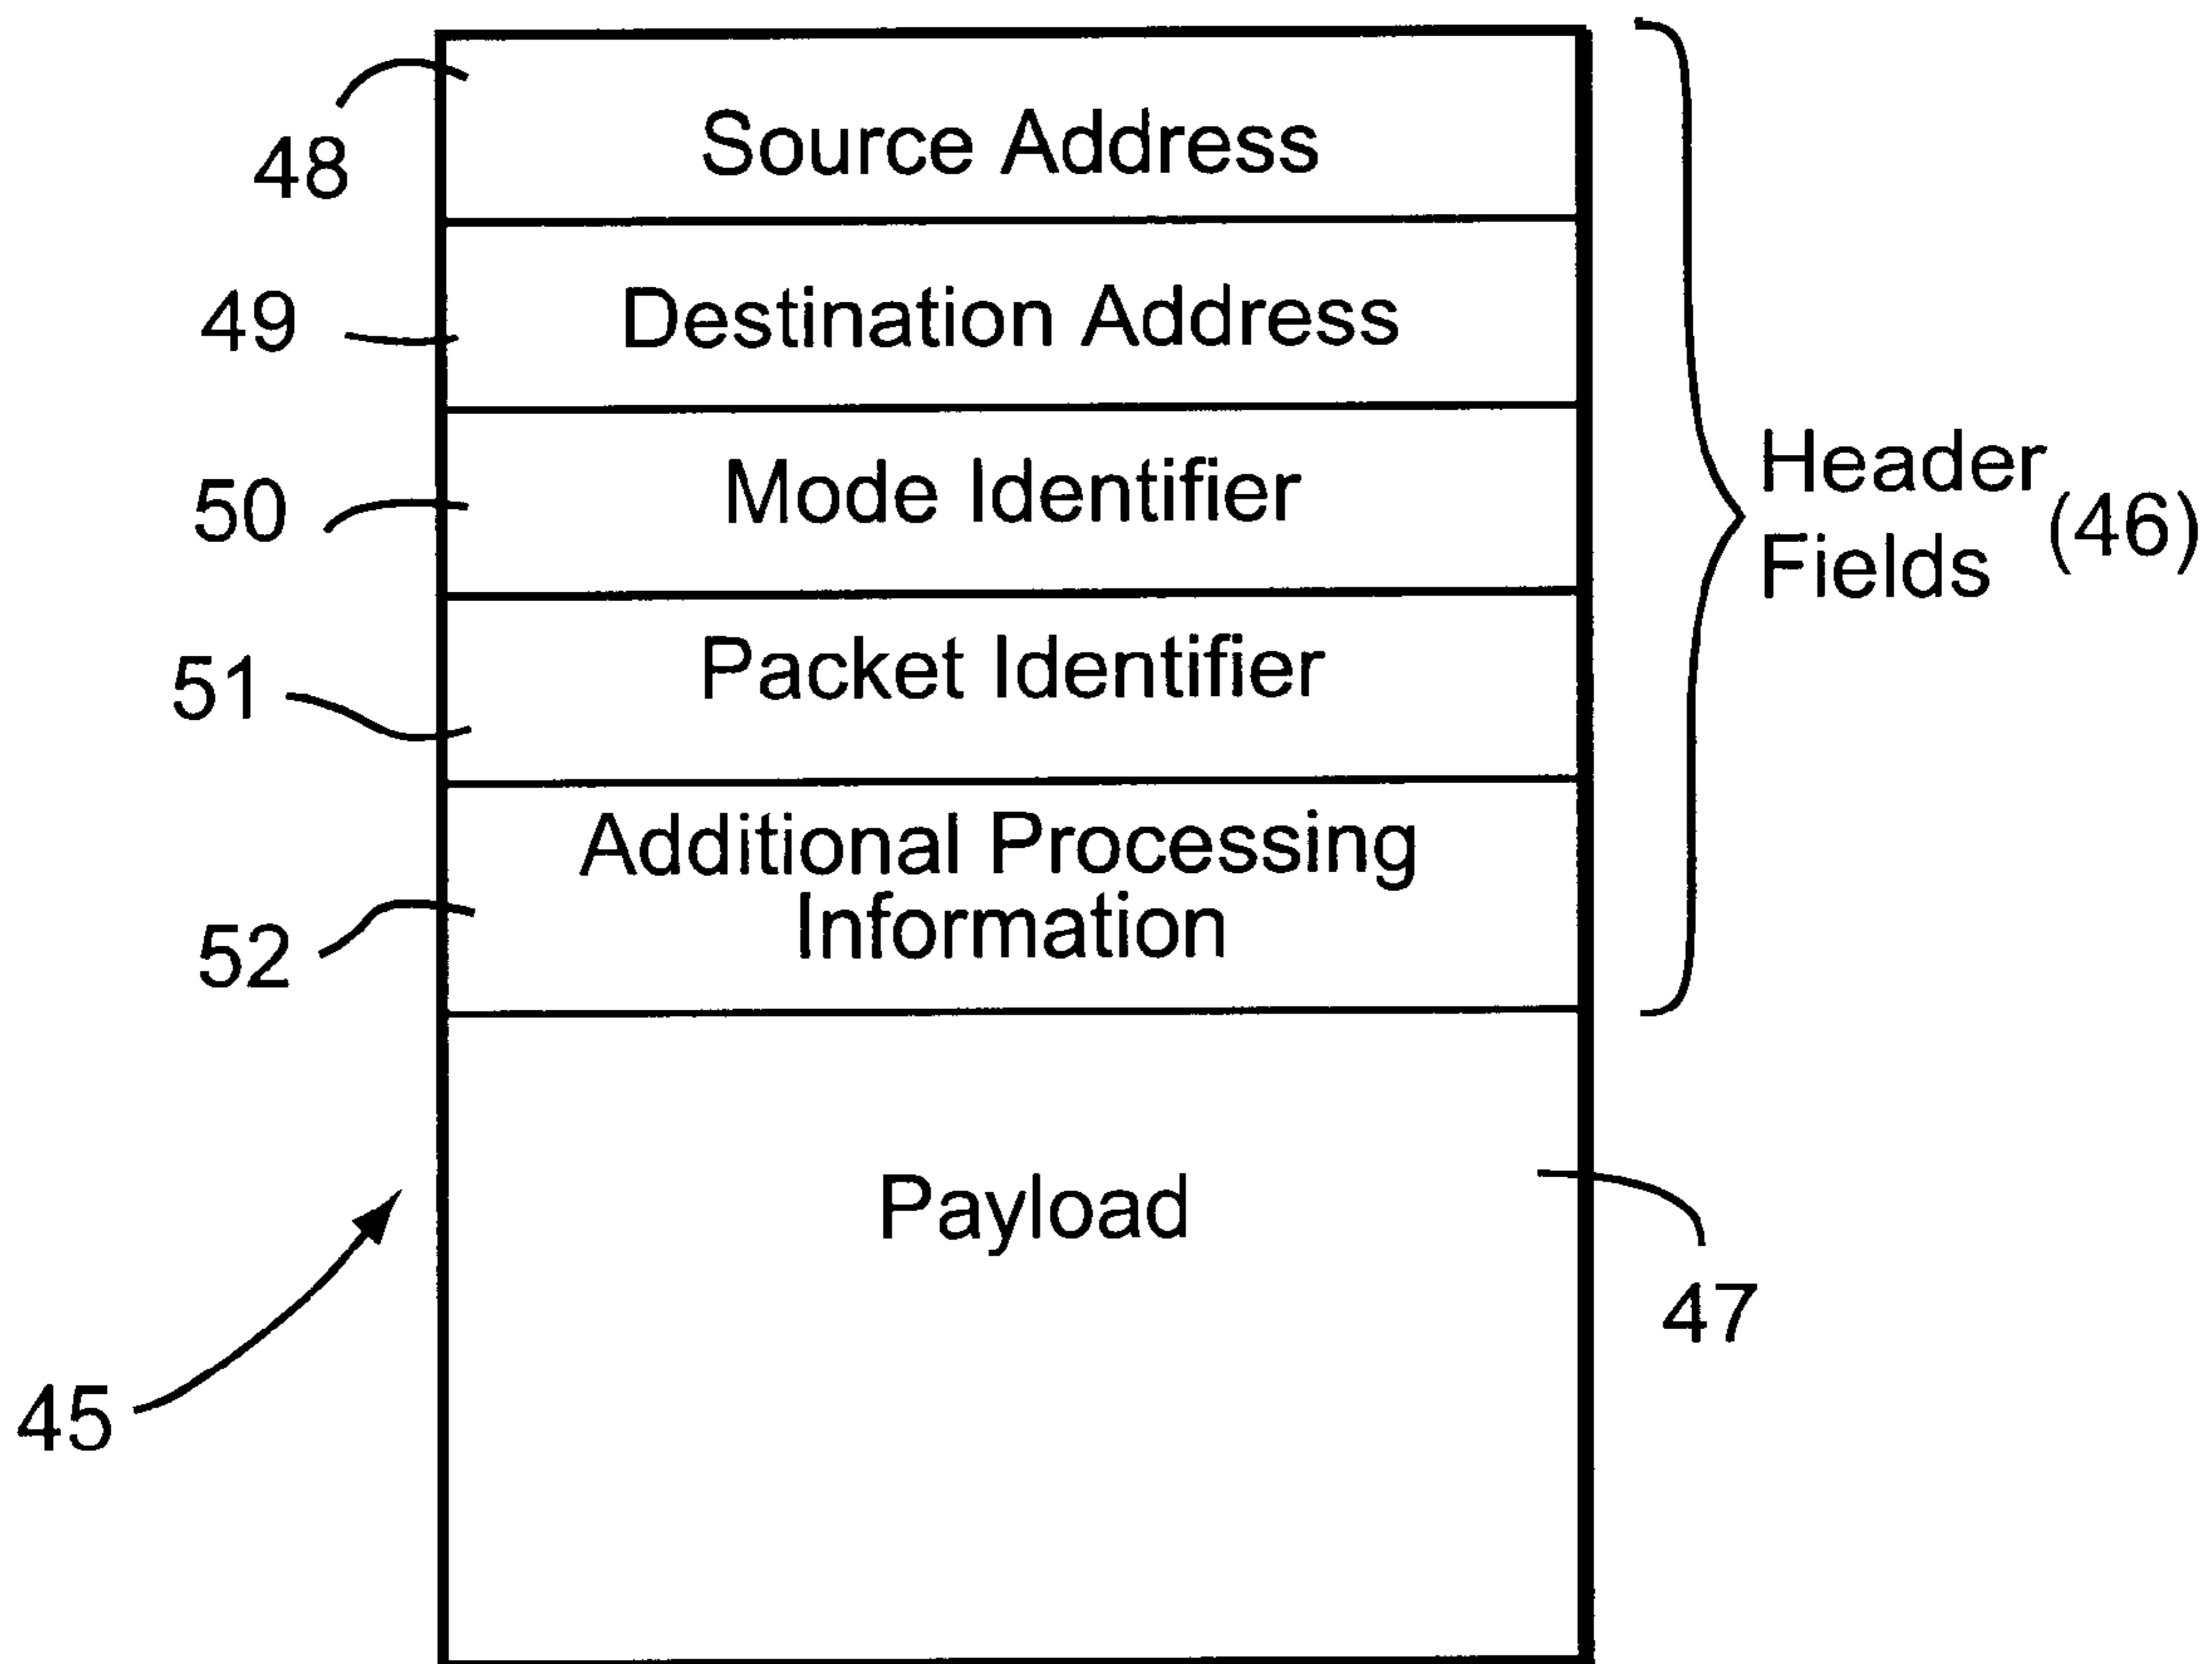 48
Source Address
49
Destination Address
50
Mode Identifier
51
Packet Identifier
52
Additional Processing
Information
Header
Fields
(46)
Payload
47
45